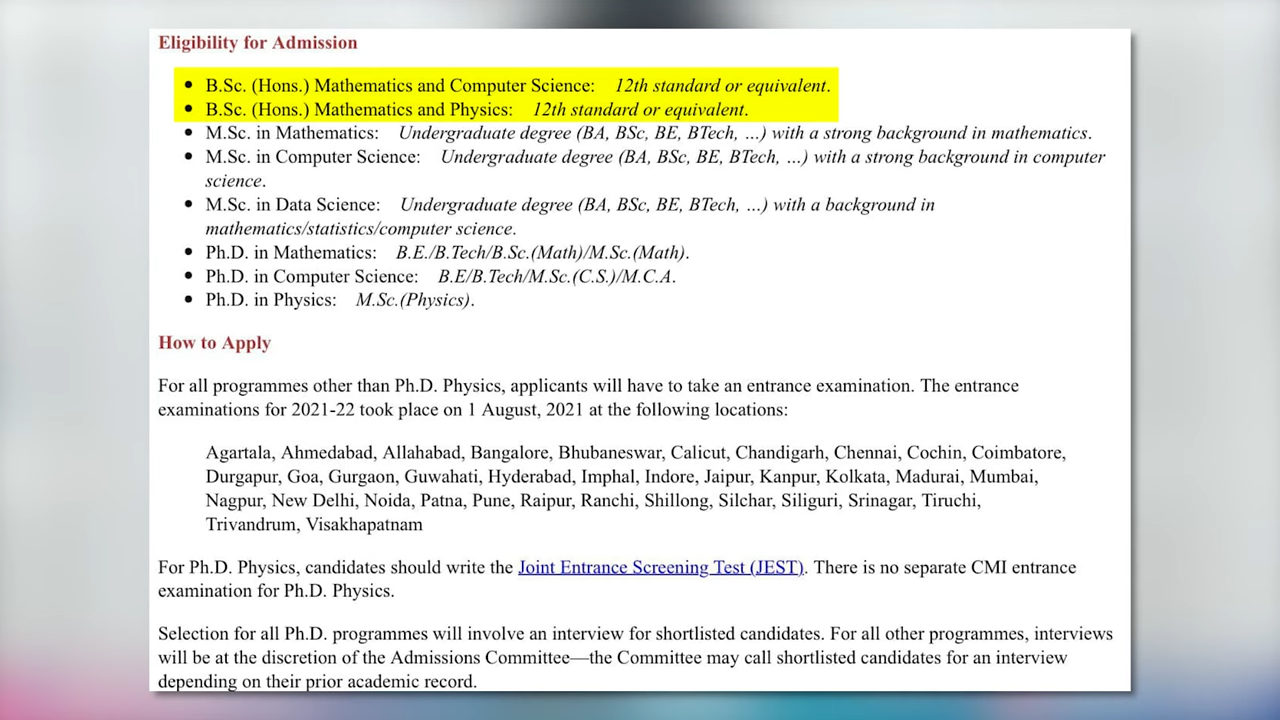 Eligibility for Admission
• B.Sc. (Hons.) Mathematics and Computer Science: 12th standard or equivalent.
• B.Sc. (Hons.) Mathematics and Physics: 12th standard or equivalent.
• M.Sc. in Mathematics: Undergraduate degree (BA, BSc, BE, BTech, ...) with a strong background in mathematics.
• M.Sc. in Computer Science: Undergraduate degree (BA, BSc, BE, BTech, ...) with a strong background in computer
science.
• M.Sc. in Data Science: Undergraduate degree (BA, BSc, BE, BTech, ...) with a background in
mathematics/statistics/computer science.
• Ph.D. in Mathematics: B.E./B.Tech/B.Sc.(Math)/M.Sc.(Math).
• Ph.D. in Computer Science: B.E/B.Tech/M.Sc.(C.S.)/M.C.A.
• Ph.D. in Physics: M.Sc.(Physics).
How to Apply
For all programmes other than Ph.D. Physics, applicants will have to take an entrance examination. The entrance
examinations for 2021-22 took place on 1 August, 2021 at the following locations:
Agartala, Ahmedabad, Allahabad, Bangalore, Bhubaneswar, Calicut, Chandigarh, Chennai, Cochin, Coimbatore,
Durgapur, Goa, Gurgaon, Guwahati, Hyderabad, Imphal, Indore, Jaipur, Kanpur, Kolkata, Madurai, Mumbai,
Nagpur, New Delhi, Noida, Patna, Pune, Raipur, Ranchi, Shillong, Silchar, Siliguri, Srinagar, Tiruchi,
Trivandrum, Visakhapatnam
For Ph.D. Physics, candidates should write the Joint Entrance Screening Test (JEST). There is no separate CMI entrance
examination for Ph.D. Physics.
Selection for all Ph.D. programmes will involve an interview for shortlisted candidates. For all other programmes, interviews
will be at the discretion of the Admissions Committee—the Committee may call shortlisted candidates for an interview
depending on their prior academic record.